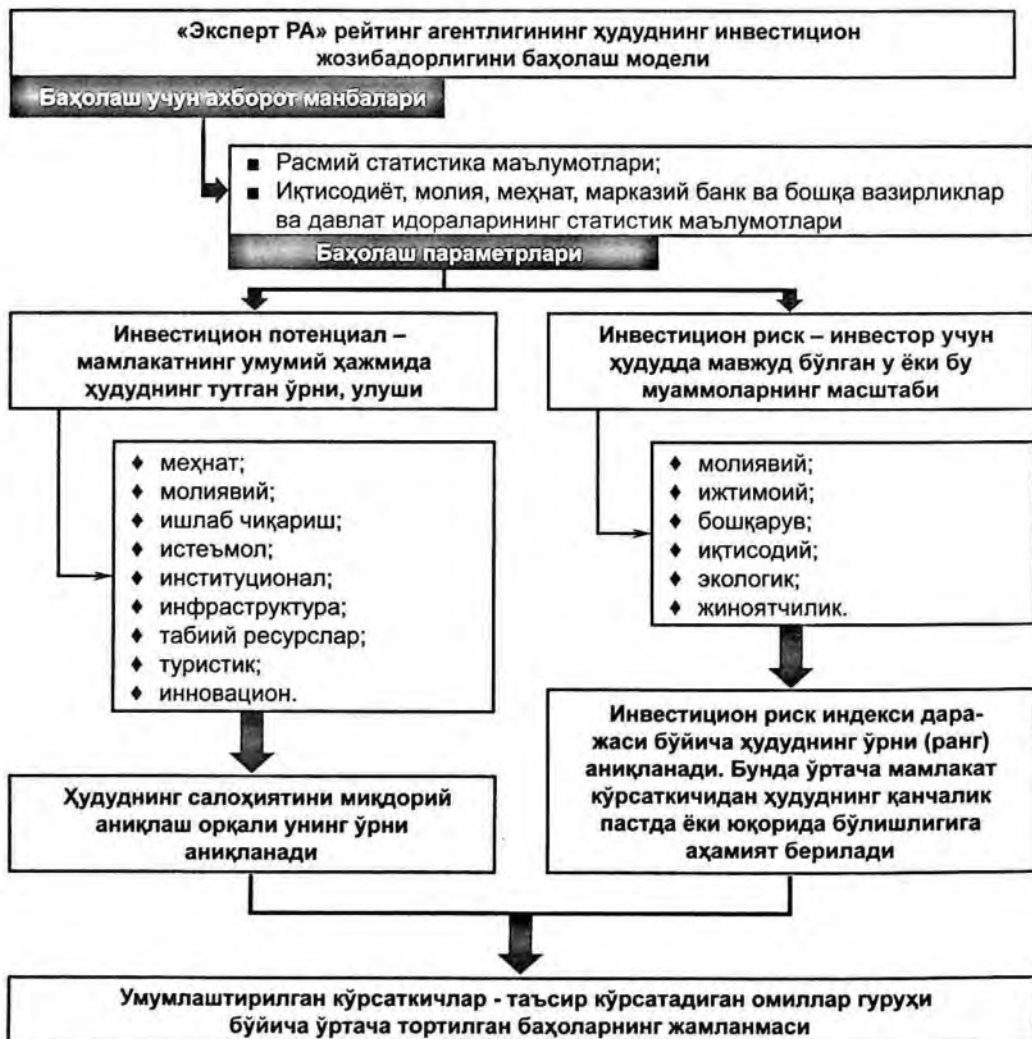 «Эксперт РА» рейтинг агентлигининг ҳудуднинг инвестицион
жозибадорлигини баҳолаш модели
Баҳолаш учун ахборот манбалари
■ Расмий статистика маълумотлари;
■ Иқтисодиёт, молия, меҳнат, марказий банк ва бошқа вазирликлар
ва давлат идораларининг статистик маълумотлари
Баҳолаш параметрлари
Инвестицион потенциал –
мамлакатнинг умумий ҳажмида
ҳудуднинг тутган ўрни, улуши
♦ меҳнат;
♦ молиявий;
♦ ишлаб чиқариш;
♦ истеъмол;
♦ институционал;
♦ инфраструктура;
♦ табиий ресурслар;
♦ туристик;
♦ инновацион.
Ҳудуднинг салоҳиятини миқдорий
аниқлаш орқали унинг ўрни
аниқланади
Инвестицион риск – инвестор учун
ҳудудда мавжуд бўлган у ёки бу
муаммоларнинг масштаби
♦ молиявий;
♦ ижтимоий;
♦ бошқарув;
♦ иқтисодий;
♦ экологик;
♦ жиноятчилик.
Инвестицион риск индекси дара-
жаси бўйича ҳудуднинг ўрни (ранг)
аниқланади. Бунда ўртача мамлакат
кўрсаткичидан ҳудуднинг қанчалик
пастда ёки юқорида бўлишлигига
аҳамият берилади
Умумлаштирилган кўрсаткичлар - таъсир кўрсатадиган омиллар гуруҳи
бўйича ўртача тортилган баҳоларнинг жамланмаси